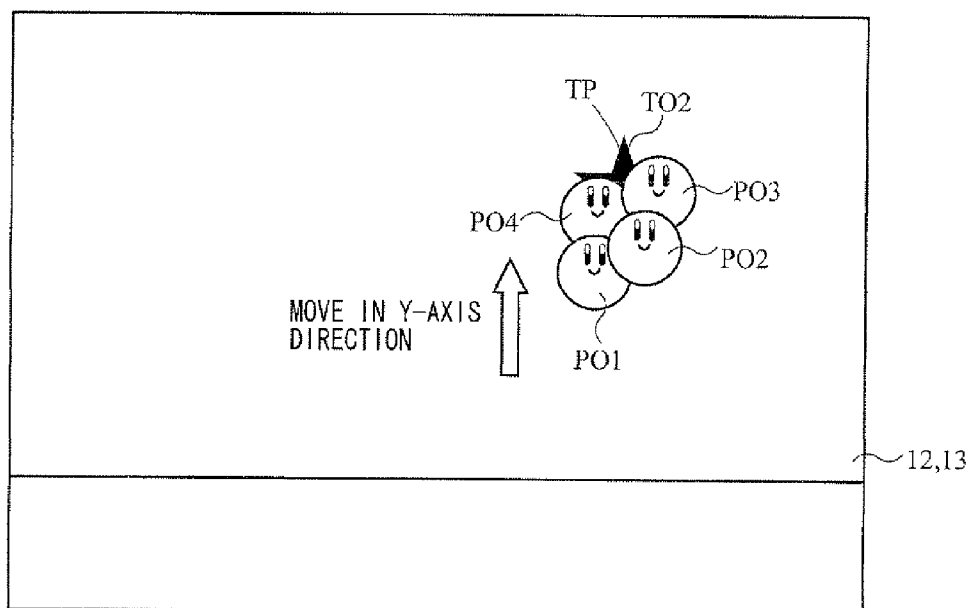 TP
TO2
PO3
PO4
PO2
MOVE IN Y-AXIS
DIRECTION
PO1
12,13